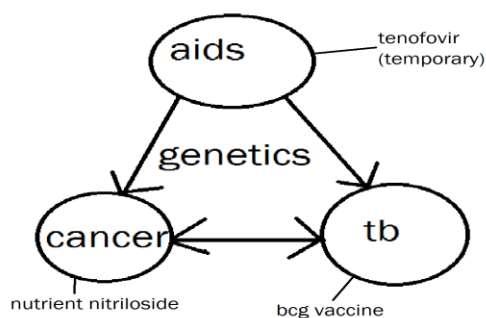 aids
tenofovir
(temporary)
genetics
cancer
tb
nutrient nitriloside
bcg vaccine